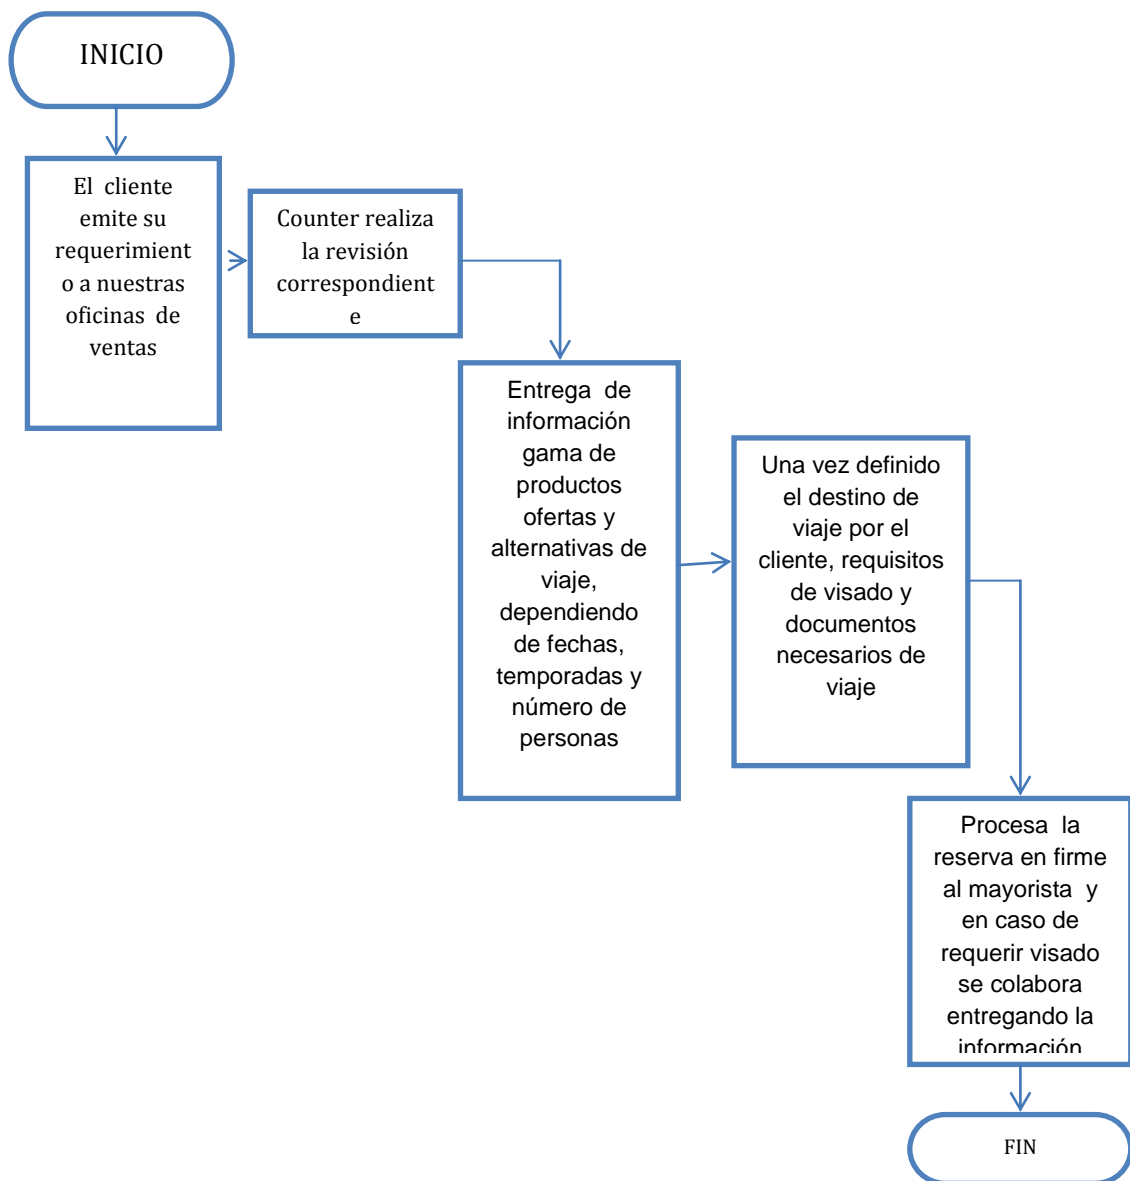 INICIO
El cliente
emite su
requerimient
o a nuestras
oficinas de
ventas
Counter realiza
la revisión
correspondient
e
Entrega de
información
gama de
productos
ofertas y
alternativas de
viaje,
dependiendo
de fechas,
temporadas y
número de
personas
Una vez definido
el destino de
viaje por el
cliente, requisitos
de visado y
documentos
necesarios de
viaje
Procesa la
reserva en firme
al mayorista y
en caso de
requerir visado
se colabora
entregando la
información
FIN